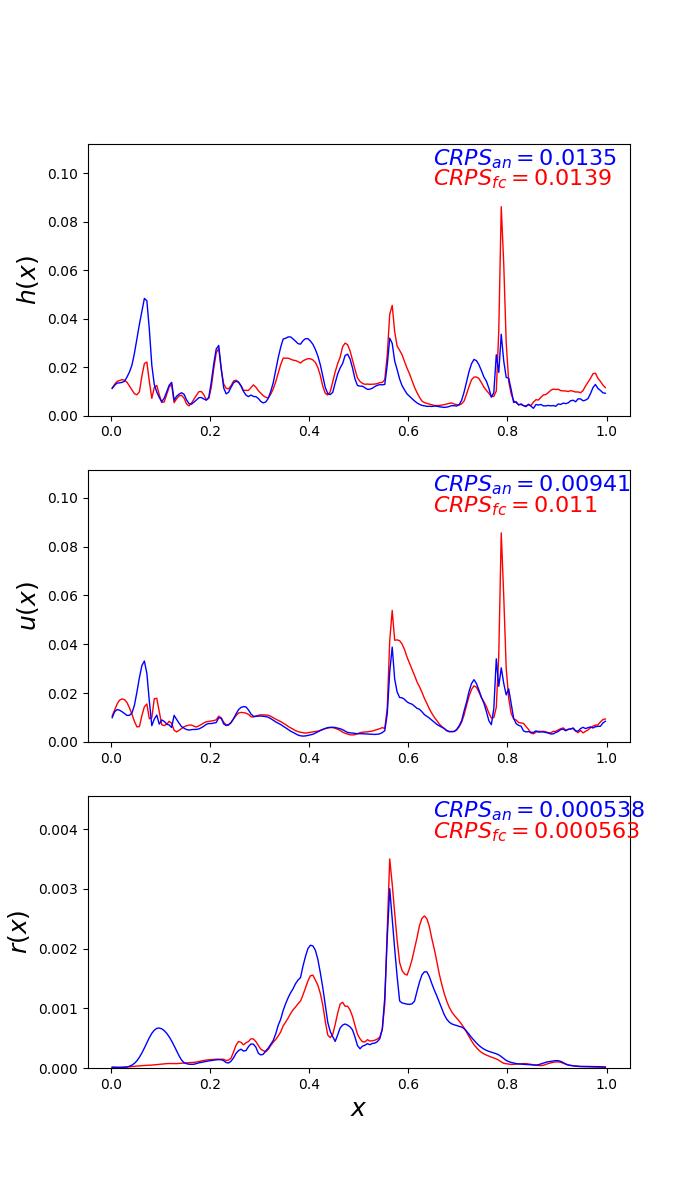 CRPS_an = 0.0135
CRPS_fc = 0.0139
0.10
0.08
0.06
0.04
0.02
0.00
h(x)
0.0 0.2 0.4 0.6 0.8 1.0
CRPS_an = 0.00941
CRPS_fc = 0.011
0.10
0.08
0.06
0.04
0.02
0.00
u(x)
0.0 0.2 0.4 0.6 0.8 1.0
CRPS_an = 0.000538
CRPS_fc = 0.000563
0.004
0.003
0.002
0.001
0.000
r(x)
0.0 0.2 0.4 0.6 0.8 1.0
x